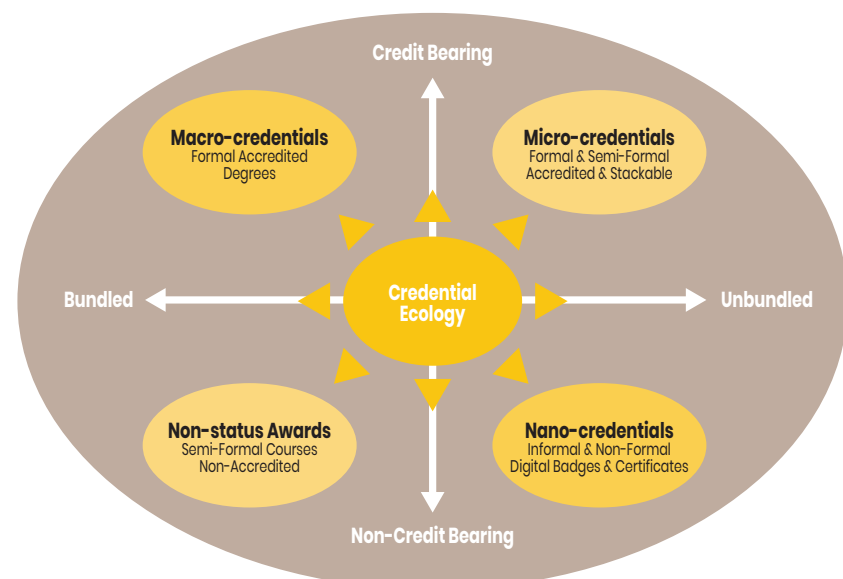 Credit Bearing
Macro-credentials
Formal Accredited
Degrees
Micro-credentials
Formal & Semi-Formal
Accredited & Stackable
Bundled
Credential
Ecology
Unbundled
Non-status Awards
Semi-Formal Courses
Non-Accredited
Nano-credentials
Informal & Non-Formal
Digital Badges & Certificates
Non-Credit Bearing